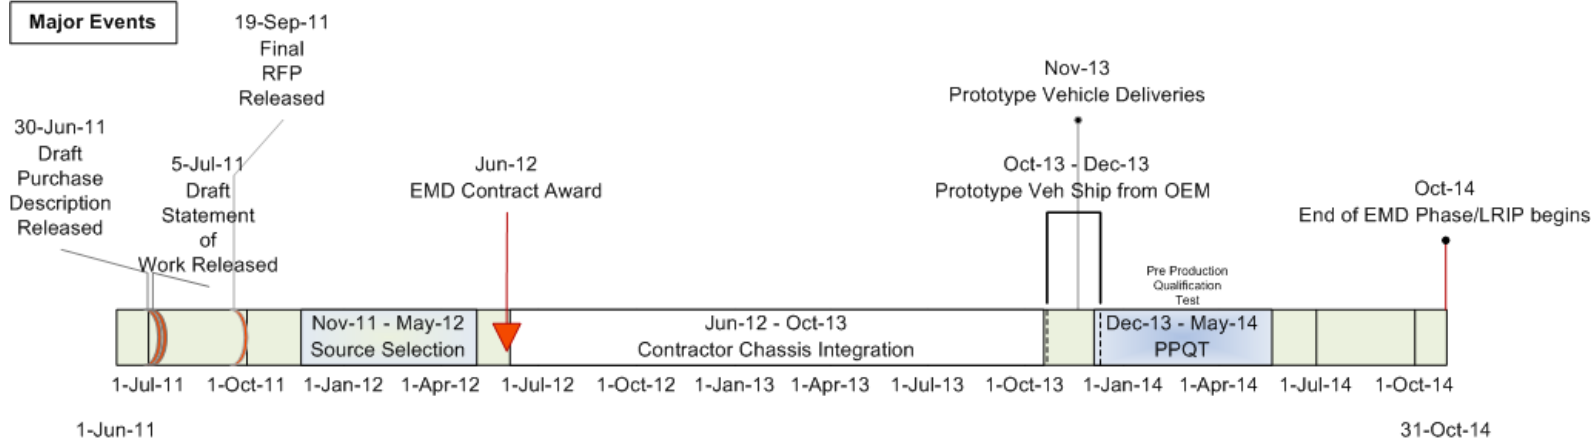 Major Events
30-Jun-11
Draft
Purchase
Description
Released
5-Jul-11
Draft
Statement
of
Work Released
19-Sep-11
Final
RFP
Released
Jun-12
EMD Contract Award
Nov-13
Prototype Vehicle Deliveries
Oct-13 - Dec-13
Prototype Veh Ship from OEM
Pre Production
Qualification
Test
Oct-14
End of EMD Phase/LRIP begins
Nov-11 - May-12
Source Selection
Jun-12 - Oct-13
Contractor Chassis Integration
Dec-13 - May-14
PPQT
1-Jul-11 1-Oct-11 1-Jan-12 1-Apr-12 1-Jul-12 1-Oct-12 1-Jan-13 1-Apr-13 1-Jul-13 1-Oct-13 1-Jan-14 1-Apr-14 1-Jul-14 1-Oct-14
1-Jun-11 31-Oct-14